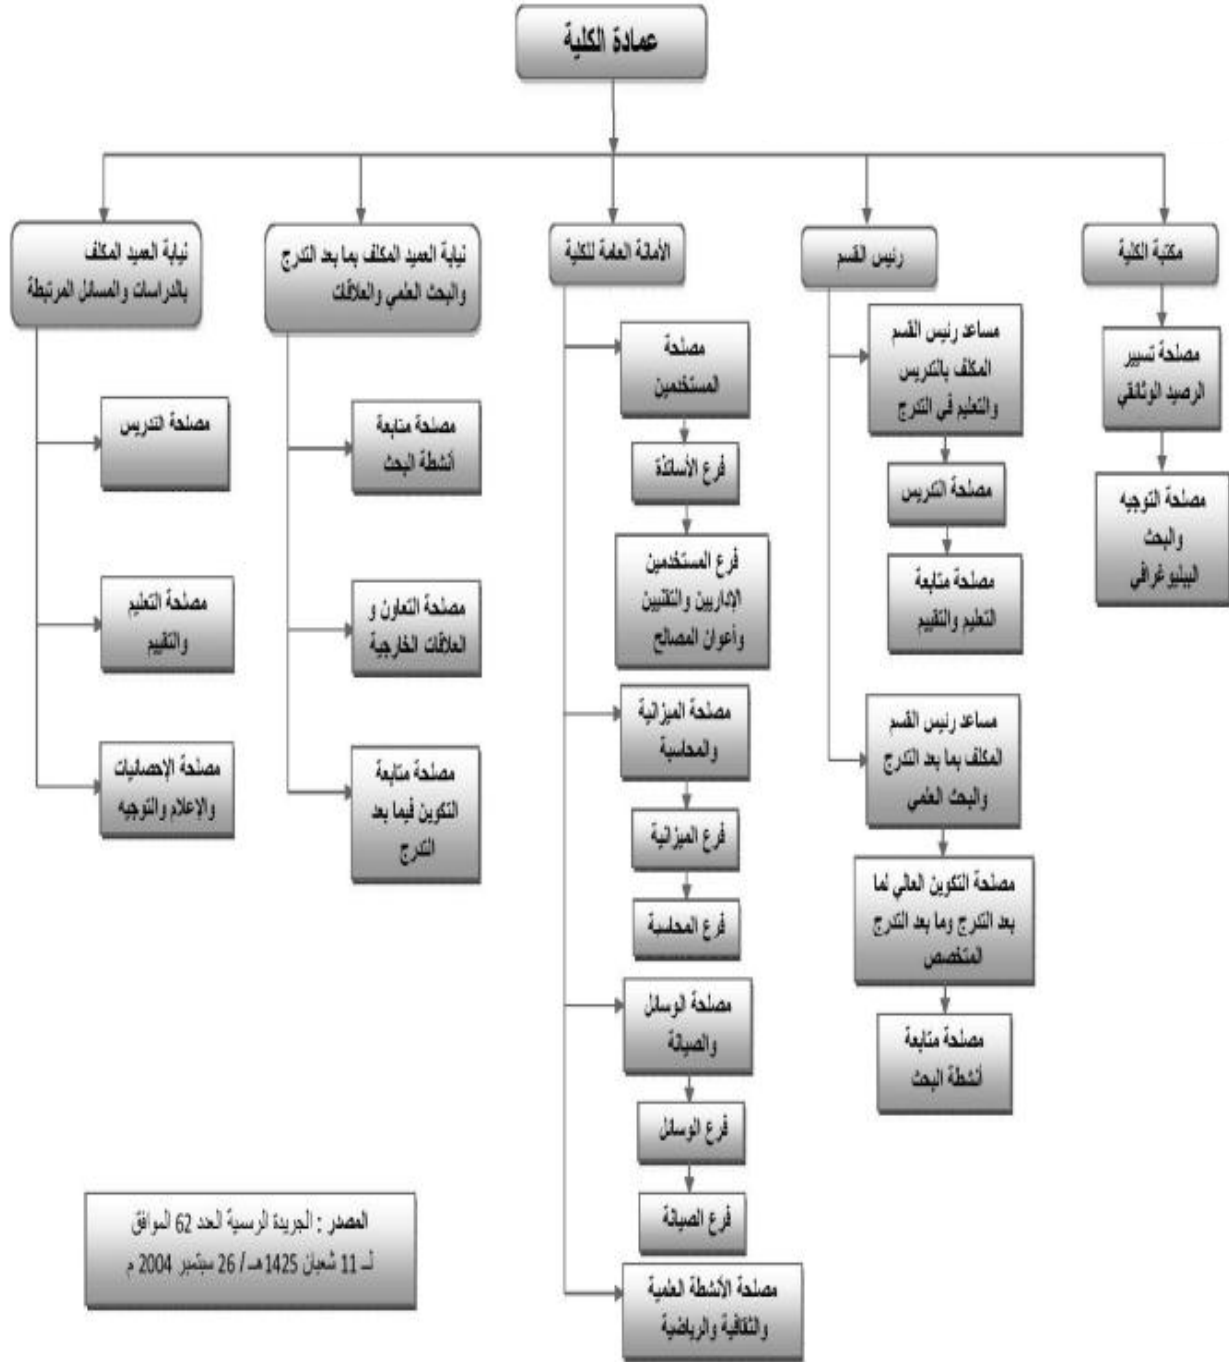 عمادة الكلية
مكتبة الكلية
مصلحة تسيير
الرصيد الوثائقي
مصلحة التوجيه
والبحث
البيليوغرافي
رئيس القسم
مساعد رئيس القسم
المكلف بالتدريس
والتعليم في التدرج
مصلحة التدريس
مصلحة متابعة
التعليم والتقييم
مساعد رئيس القسم
المكلف بما بعد التدرج
والبحث العلمي
مصلحة التكوين العالي لما
بعد التدرج وما بعد التدرج
المتخصص
مصلحة متابعة
أنشطة البحث
الأمانة العامة للكلية
مصلحة
المستخدمين
فرع الأساتذة
فرع المستخدمين
الإداريين والتقنيين
وأعوان المصالح
مصلحة الميزانية
والمحاسبة
فرع الميزانية
فرع المحاسبة
مصلحة الوسائل
والصيانة
فرع الوسائل
فرع الصيانة
مصلحة الأنشطة العلمية
والثقافية والرياضية
نيابة العميد المكلف بما بعد التدرج
والبحث العلمي والعلاقات
مصلحة متابعة
أنشطة البحث
مصلحة التعاون و
العلاقات الخارجية
مصلحة متابعة
التكوين فيما بعد
التدرج
نيابة العميد المكلف
بالدراسات والمسائل المرتبطة
مصلحة التدريس
مصلحة التعليم
والتقييم
مصلحة الإحصائيات
والإعلام والتوجيه
المصدر : الجريدة الرسمية العدد 62 الموافق
لــ 11 شعبان 1425هـ / 26 سبتمبر 2004 م